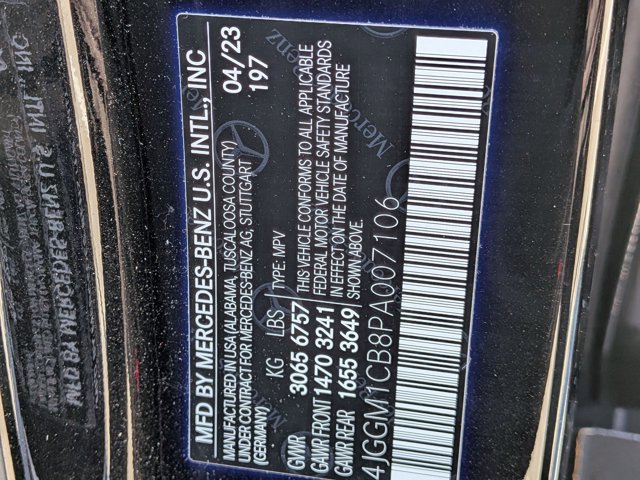 MFD BY MERCEDES-BENZ U.S. INTL., INC
MANUFACTURED IN USA (ALABAMA, TUSCALOOSA COUNTY)
UNDER CONTRACT FOR MERCEDES-BENZ AG, STUTTGART
(GERMANY)
04/23
197
KG LBS TYPE: MPV
GVWR 3065 6757
GAWR FRONT 1470 3241
GAWR REAR 1655 3649
THIS VEHICLE CONFORMS TO ALL APPLICABLE
FEDERAL MOTOR VEHICLE SAFETY STANDARDS
IN EFFECT ON THE DATE OF MANUFACTURE
SHOWN ABOVE
4JGGM1CB8PA007106